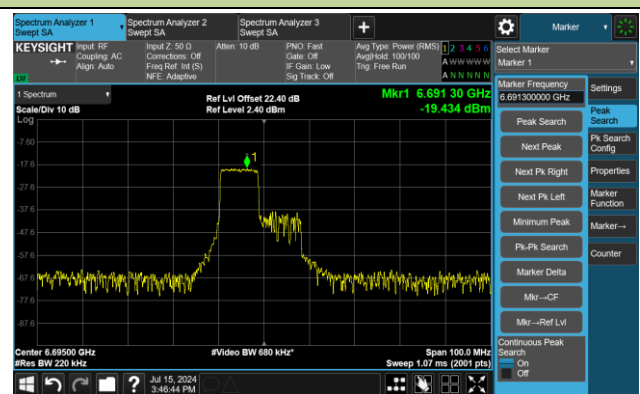 Spectrum Analyzer 1
Swept SA
Spectrum Analyzer 2
Swept SA
Spectrum Analyzer 3
Swept SA
Marker
KEYSIGHT
Input: RF
Coupling: AC
Align: Auto
Input Z: 50 Ω
Corrections: Off
Freq Ref: Int (S)
NFE: Adaptive
Atten: 10 dB
PNO: Fast
Gate: Off
IF Gain: Low
Sig Track: Off
Avg Type: Power (RMS)
Avg|Hold: 100/100
Trig: Free Run
1 2 3 4 5 6
A W W W W W
A N N N N N
LXI
Select Marker
Marker 1
1 Spectrum
Scale/Div 10 dB
Log
Ref Lvl Offset 22.40 dB
Ref Level 2.40 dBm
Mkr1 6.691 30 GHz
-19.434 dBm
-7.60
-17.6
-27.6
-37.6
-47.6
-57.6
-67.6
-77.6
-87.6
1
Center 6.69500 GHz
#Res BW 220 kHz
#Video BW 680 kHz*
Span 100.0 MHz
Sweep 1.07 ms (2001 pts)
Marker Frequency
6.691300000 GHz
Peak Search
Next Peak
Next Pk Right
Next Pk Left
Minimum Peak
Pk-Pk Search
Marker Delta
Mkr→CF
Mkr→Ref Lvl
Continuous Peak
Search
On
Off
Settings
Peak
Search
Pk Search
Config
Properties
Marker
Function
Marker→
Counter
Jul 15, 2024
3:46:44 PM